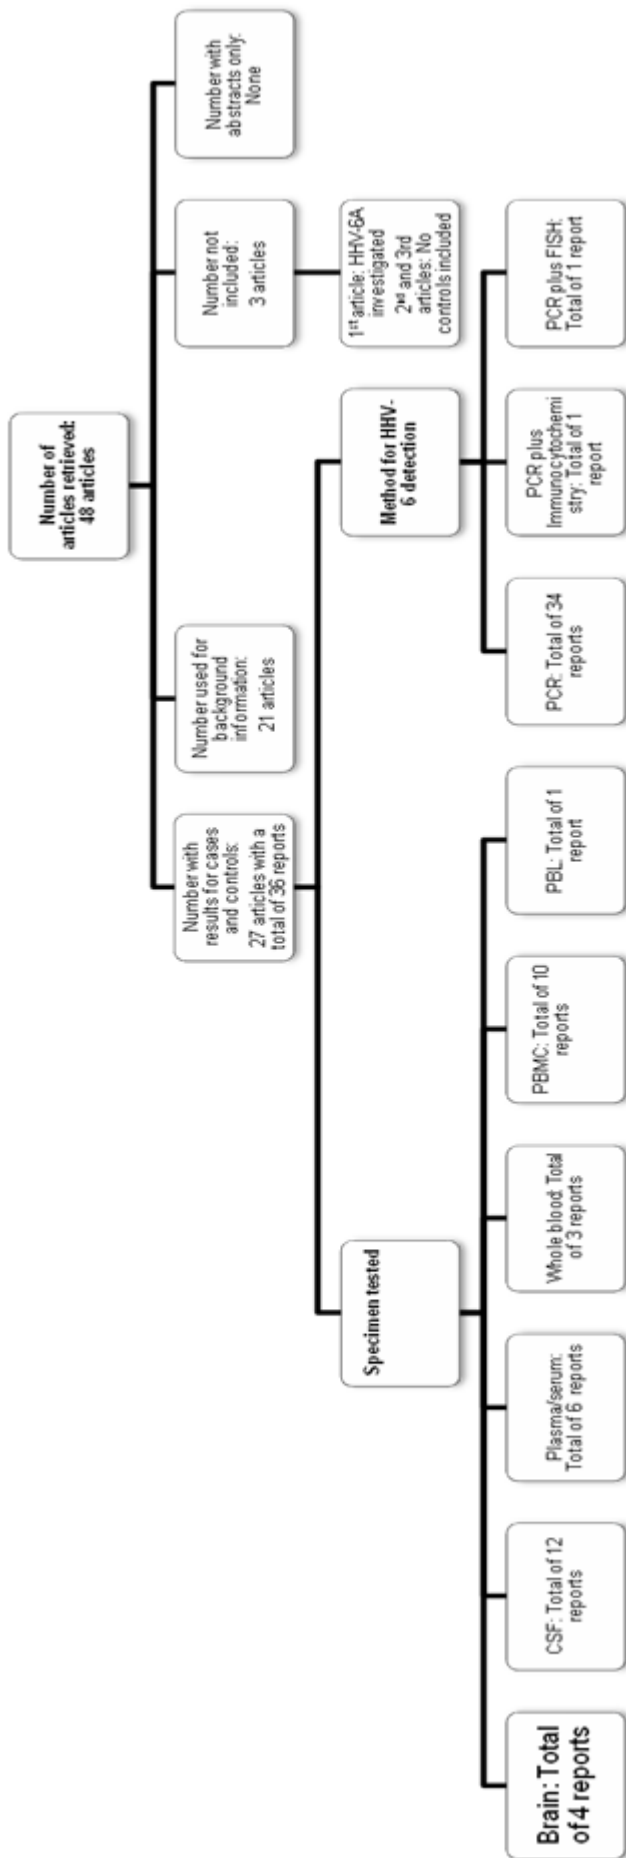 Number of
articles retrieved:
48 articles
Number with
results for cases
and controls:
27 articles with a
total of 36 reports
Number used for
background
information:
21 articles
Number not
included:
3 articles
Number with
abstracts only:
None
Specimen tested
Method for HHV-
6 detection
1st article: HHV-6A
investigated
2nd and 3rd
articles: No
controls included
Brain: Total
of 4 reports
CSF: Total of 12
reports
Plasma/serum:
Total of 6 reports
Whole blood: Total
of 3 reports
PBMC: Total of 10
reports
PBL: Total of 1
report
PCR: Total of 34
reports
PCR plus
Immunocytochemi
stry: Total of 1
report
PCR plus FISH:
Total of 1 report